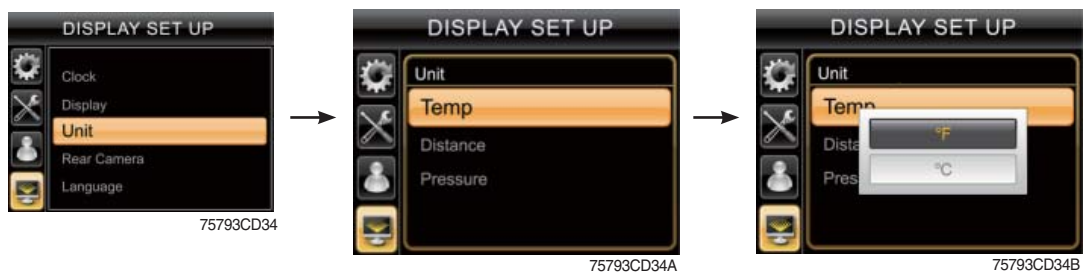 DISPLAY SET UP
Clock
Display
Unit
Rear Camera
Language
75793CD34
DISPLAY SET UP
Unit
Temp
Distance
Pressure
75793CD34A
DISPLAY SET UP
Unit
Temp
°F
Dista
°C
Pres
75793CD34B